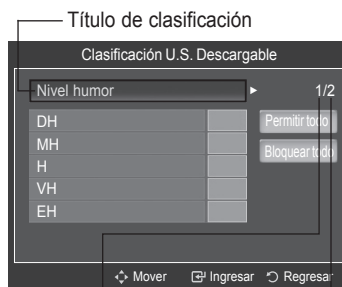 Título de clasificación
Clasificación U.S. Descargable
Nivel humor ► 1/2
DH Permitir todo
MH Bloquear todo
H
VH
EH
Mover Ingresar Regresar